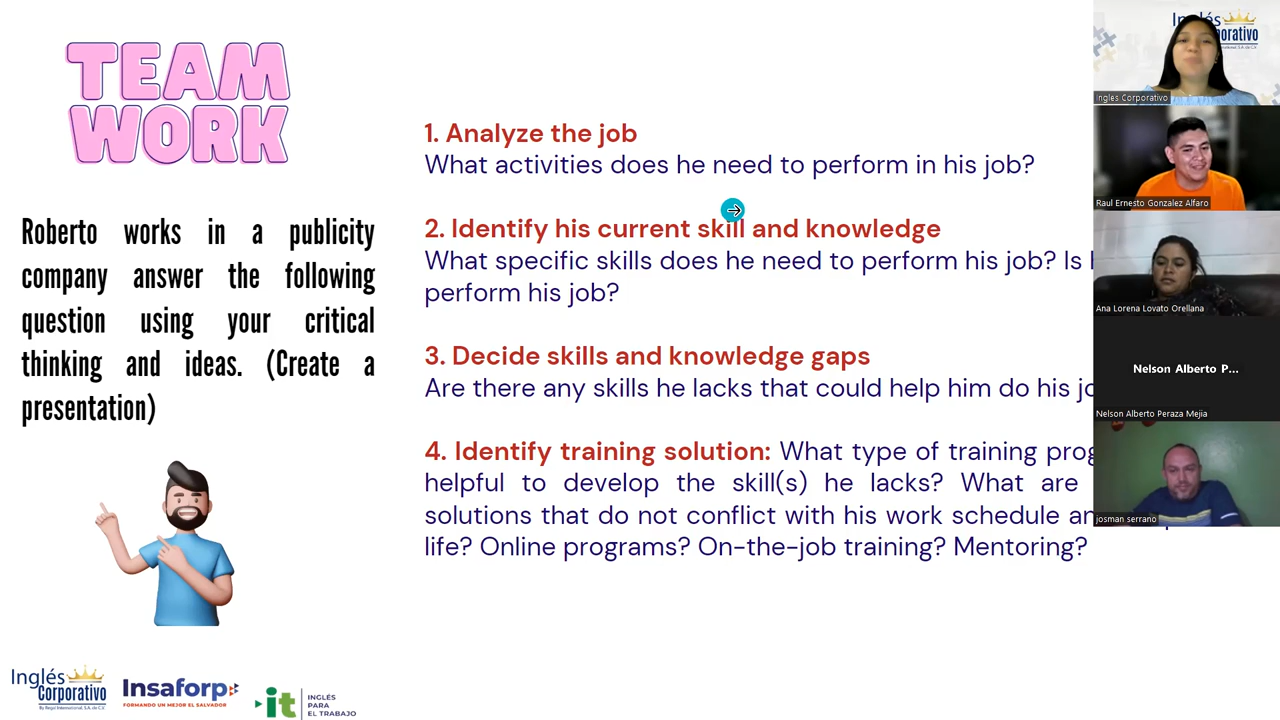 TEAM
WORK
Roberto works in a publicity
company answer the following
question using your critical
thinking and ideas. (Create a
presentation)
1. Analyze the job
What activities does he need to perform in his job?
2. Identify his current skill and knowledge
What specific skills does he need to perform his job? Is
perform his job?
3. Decide skills and knowledge gaps
Are there any skills he lacks that could help him do his
4. Identify training solution: What type of training
helpful to develop the skill(s) he lacks? What are
solutions that do not conflict with his work schedule
life? Online programs? On-the-job training? Mentoring?
Inglés Corporativo
Raul Ernesto Gonzalez Alfaro
Ana Lorena Lovato Orellana
Nelson Alberto P...
Nelson Alberto Peraza Mejia
josman serrano
Inglés
Corporativo
By Regal International, S.A. de C.V.
Insaforp
FORMANDO UN MEJOR EL SALVADOR
it
INGLÉS
PARA
EL TRABAJO